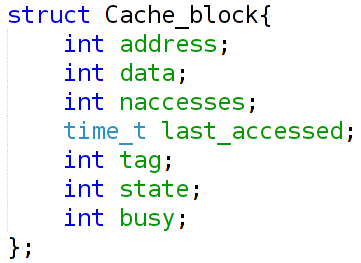 struct Cache_block{
    int address;
    int data;
    int naccesses;
    time_t last_accessed;
    int tag;
    int state;
    int busy;
};